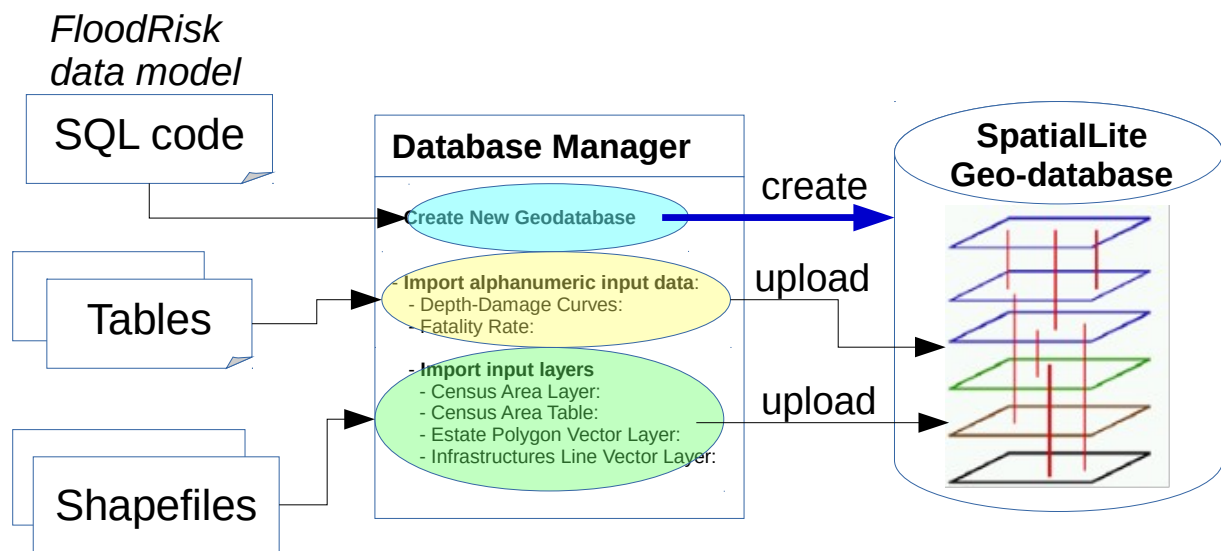 FloodRisk
data model
SQL code
Tables
Shapefiles
Database Manager
Create New Geodatabase
- Import alphanumeric input data:
- Depth-Damage Curves:
- Fatality Rate:
- Import input layers
- Census Area Layer:
- Census Area Table:
- Estate Polygon Vector Layer:
- Infrastructures Line Vector Layer:
create
upload
upload
SpatialLite
Geo-database